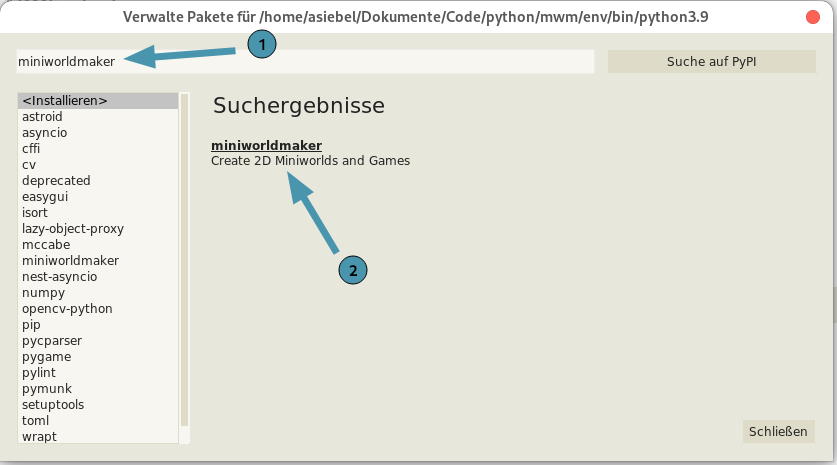 Verwalte Pakete für /home/asiebel/Dokumente/Code/python/mwm/env/bin/python3.9
1
miniworldmaker
Suche auf PyPI
<Installieren>
astroid
asyncio
cffi
cv
deprecated
easygui
isort
lazy-object-proxy
mccabe
miniworldmaker
nest-asyncio
numpy
opencv-python
pip
pycparser
pygame
pylint
pymunk
setuptools
toml
wrapt
Suchergebnisse
miniworldmaker
Create 2D Miniworlds and Games
2
Schließen